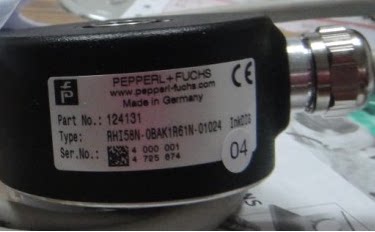 PEPPERL+FUCHS
www.pepperl-fuchs.com
Made in Germany
CE
Part No.: 124131
Type: RHI58N-0BAK1R61N-01024
Ser.No.: 4 000 001
4 725 674
04